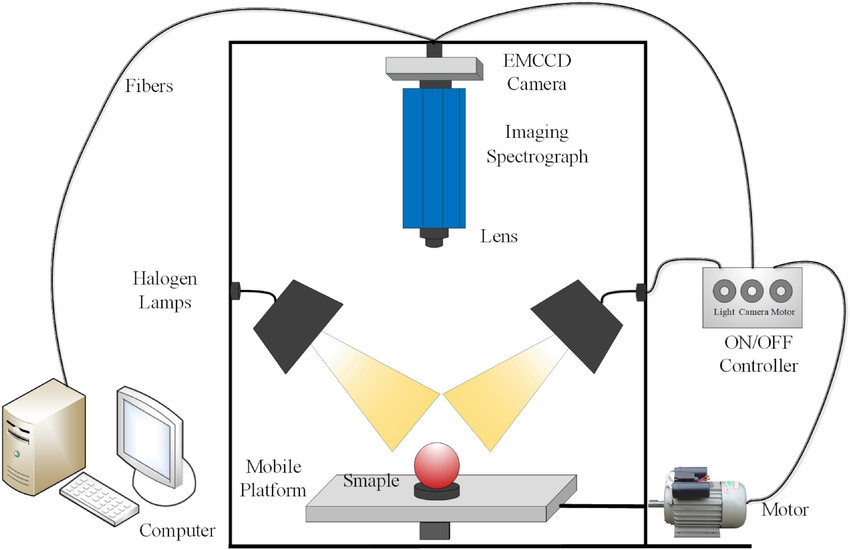 EMCCD
Camera
Fibers
Imaging
Spectrograph
Lens
Halogen
Lamps
Light Camera Motor
ON/OFF
Controller
Mobile
Platform
Smaple
Computer
Motor